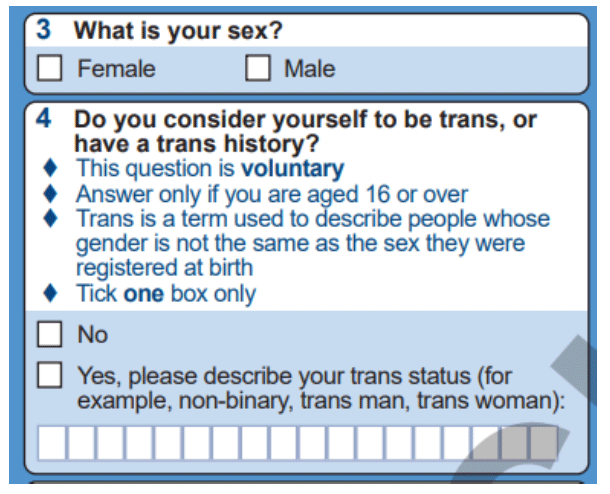 3 What is your sex?
Female Male
4 Do you consider yourself to be trans, or
have a trans history?
♦ This question is voluntary
♦ Answer only if you are aged 16 or over
♦ Trans is a term used to describe people whose
gender is not the same as the sex they were
registered at birth
♦ Tick one box only
No
Yes, please describe your trans status (for
example, non-binary, trans man, trans woman):